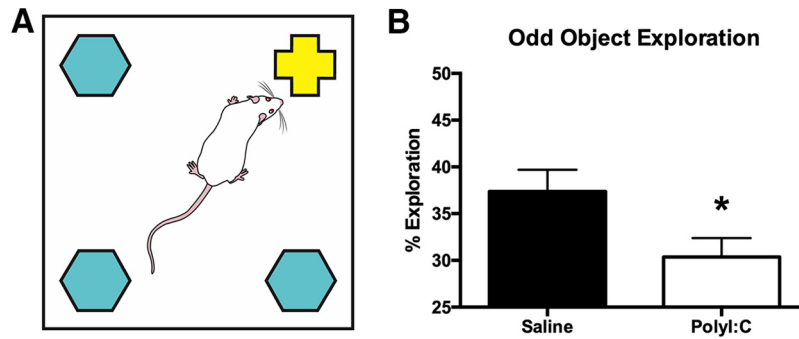 A
B
Odd Object Exploration
% Exploration
50
45
40
35
30
25
*
Saline
PolyI:C